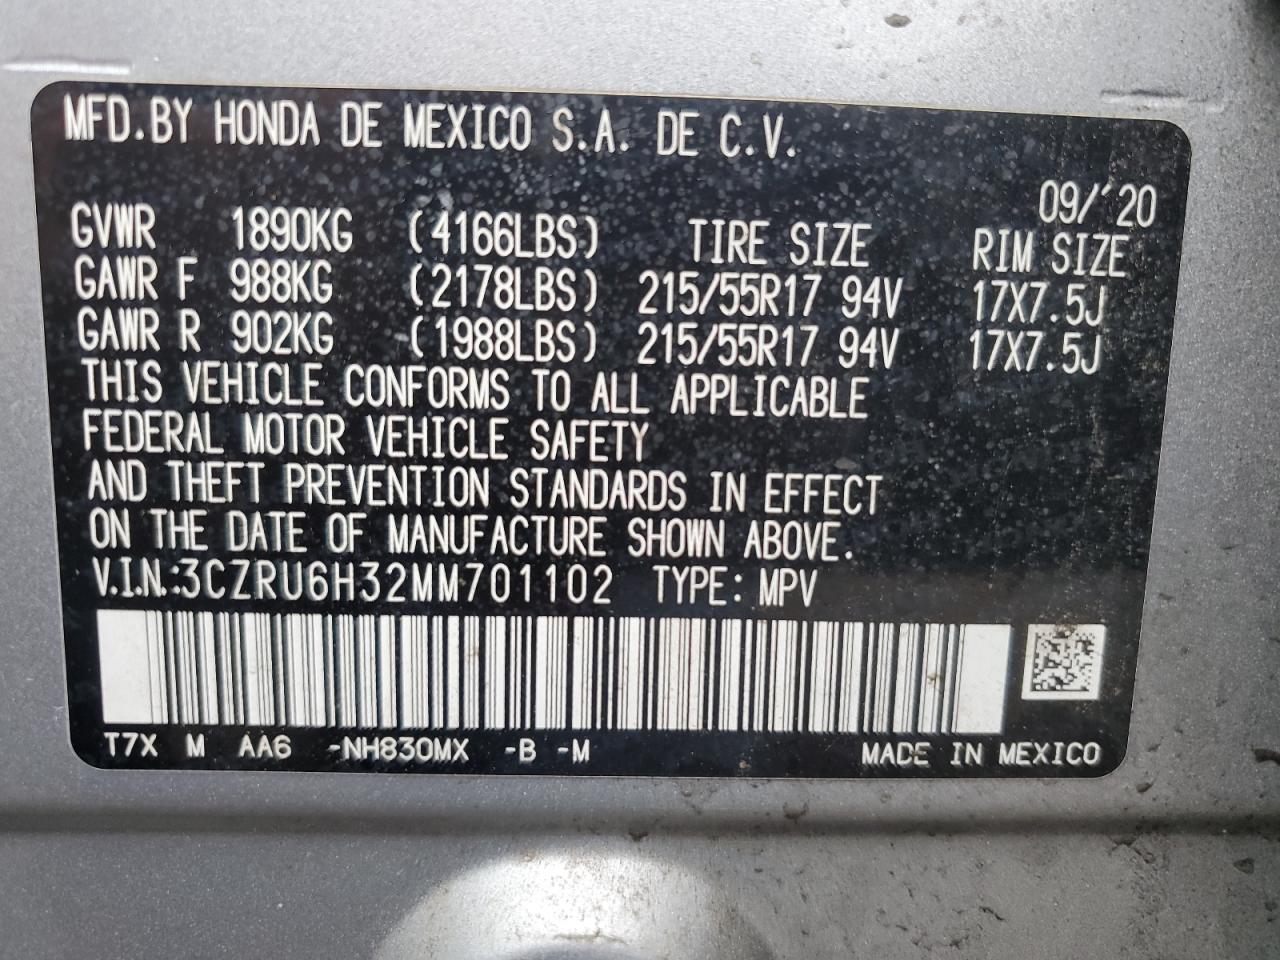 MFD.BY HONDA DE MEXICO S.A. DE C.V.
09/'20
GVWR 1890KG (4166LBS) TIRE SIZE RIM SIZE
GAWR F 988KG (2178LBS) 215/55R17 94V 17X7.5J
GAWR R 902KG (1988LBS) 215/55R17 94V 17X7.5J
THIS VEHICLE CONFORMS TO ALL APPLICABLE
FEDERAL MOTOR VEHICLE SAFETY
AND THEFT PREVENTION STANDARDS IN EFFECT
ON THE DATE OF MANUFACTURE SHOWN ABOVE.
V.I.N.:3CZRU6H32MM701102 TYPE: MPV
T7X M AA6 -NH830MX -B -M MADE IN MEXICO